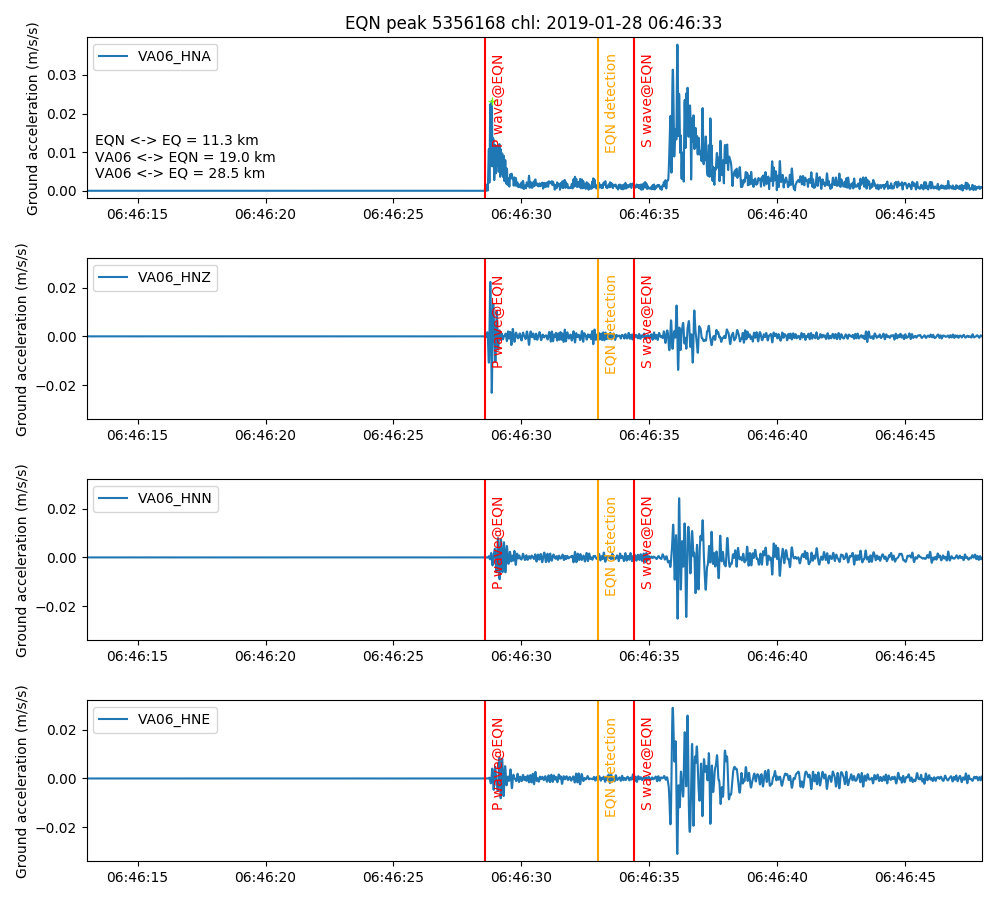 EQN peak 5356168 chl: 2019-01-28 06:46:33
Ground acceleration (m/s/s)
VA06_HNA
P wave@EQN
EQN detection
S wave@EQN
EQN <-> EQ = 11.3 km
VA06 <-> EQN = 19.0 km
VA06 <-> EQ = 28.5 km
0.03
0.02
0.01
0.00
06:46:15 06:46:20 06:46:25 06:46:30 06:46:35 06:46:40 06:46:45
Ground acceleration (m/s/s)
VA06_HNZ
P wave@EQN
EQN detection
S wave@EQN
0.02
0.00
−0.02
06:46:15 06:46:20 06:46:25 06:46:30 06:46:35 06:46:40 06:46:45
Ground acceleration (m/s/s)
VA06_HNN
P wave@EQN
EQN detection
S wave@EQN
0.02
0.00
−0.02
06:46:15 06:46:20 06:46:25 06:46:30 06:46:35 06:46:40 06:46:45
Ground acceleration (m/s/s)
VA06_HNE
P wave@EQN
EQN detection
S wave@EQN
0.02
0.00
−0.02
06:46:15 06:46:20 06:46:25 06:46:30 06:46:35 06:46:40 06:46:45